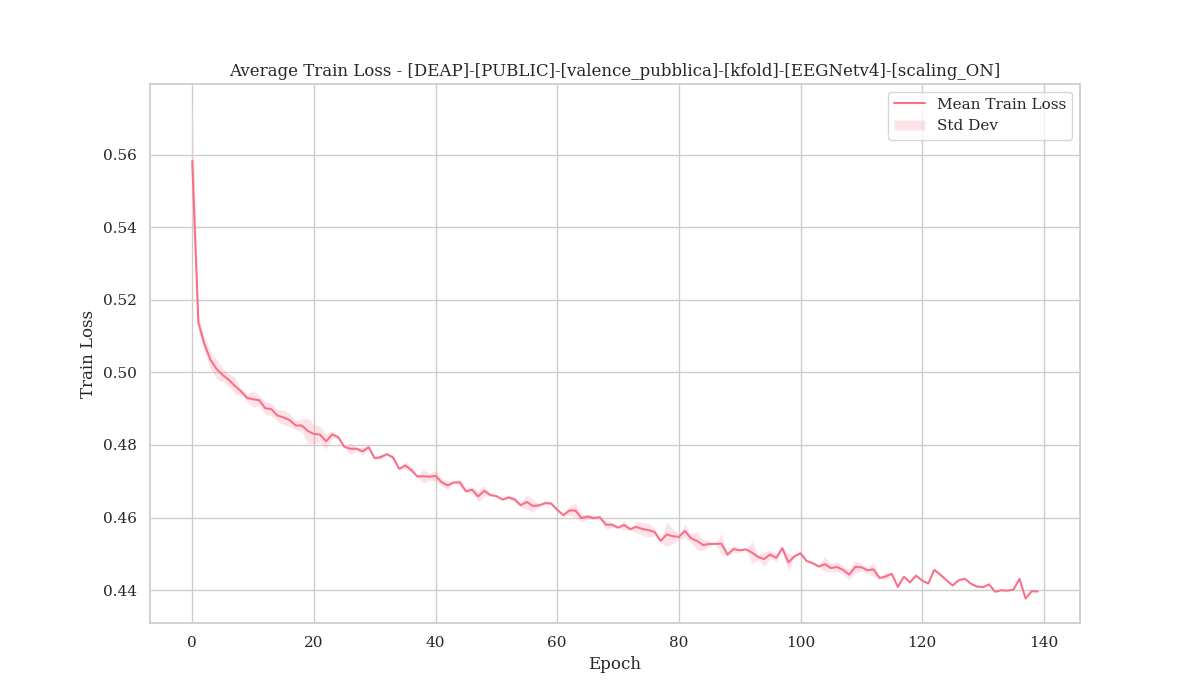 Average Train Loss - [DEAP]-[PUBLIC]-[valence_pubblica]-[kfold]-[EEGNetv4]-[scaling_ON]
Mean Train Loss
Std Dev
0.56
0.54
0.52
0.50
0.48
0.46
0.44
Train Loss
0 20 40 60 80 100 120 140
Epoch